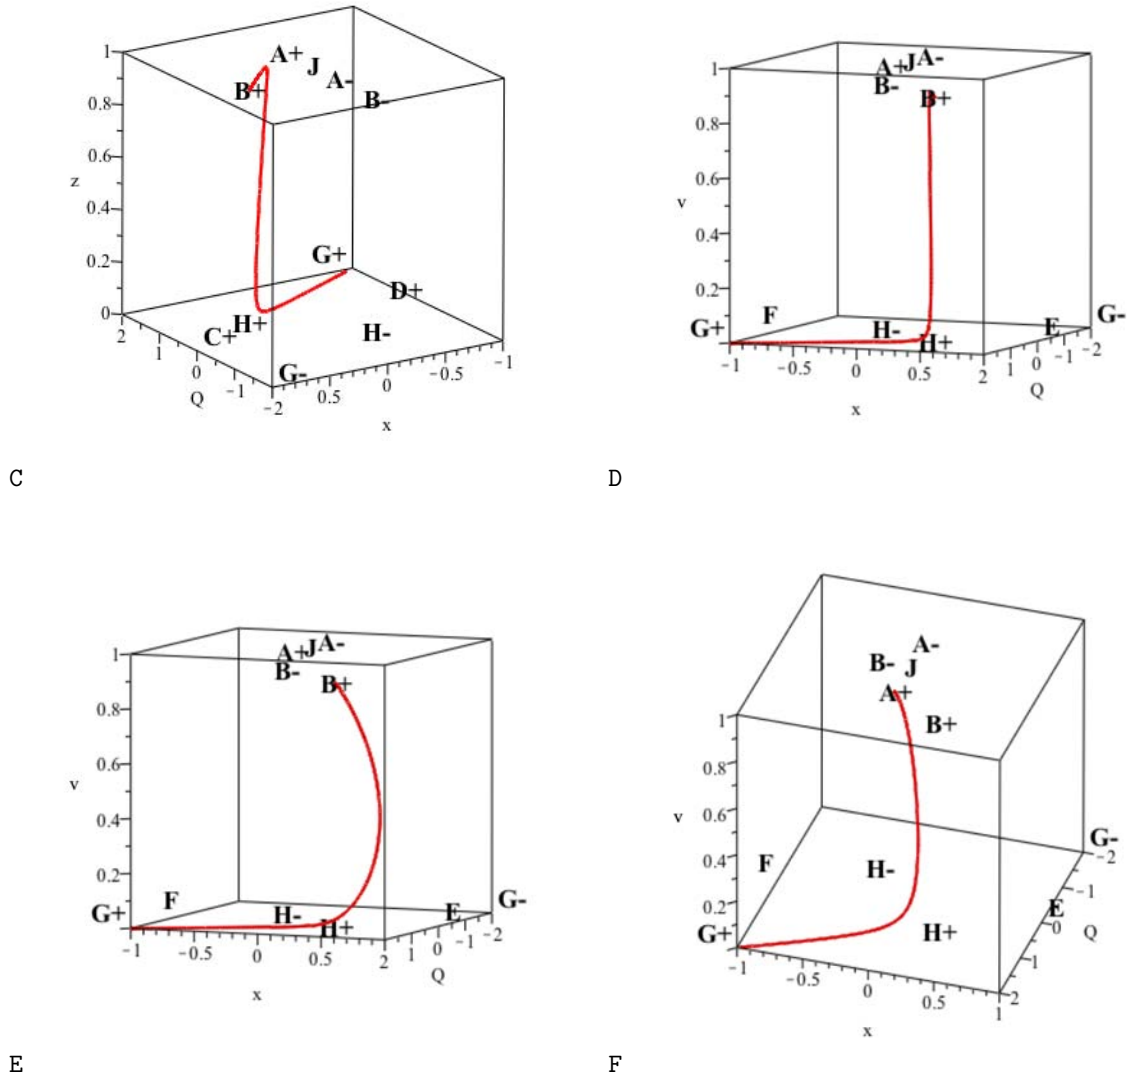 A+ J A- B+ B-
1
0.8
0.6
z
0.4
0.2
0
G+
D+
H+ C+ H-
G-
2 1 0 -1 -2
Q
0.5 0 -0.5 -1
x
A+ J A-
B-
B+
1
0.8
0.6
v
0.4
0.2
G+ F H- H+ E G-
-1 -0.5 0 0.5 2 1 0 -1 -2
x Q
C D
A+ J A-
B-
B+
1
0.8
0.6
v
0.4
0.2
G+ F H- H+ E G-
-1 -0.5 0 0.5 2 1 0 -1 -2
x Q
A-
B- J
A+
B+
1
0.8
0.6
v
0.4
0.2
G+ F H- H+ E G-
-2 -1 0 1 2
Q
-1 -0.5 0 0.5 1
x
E F